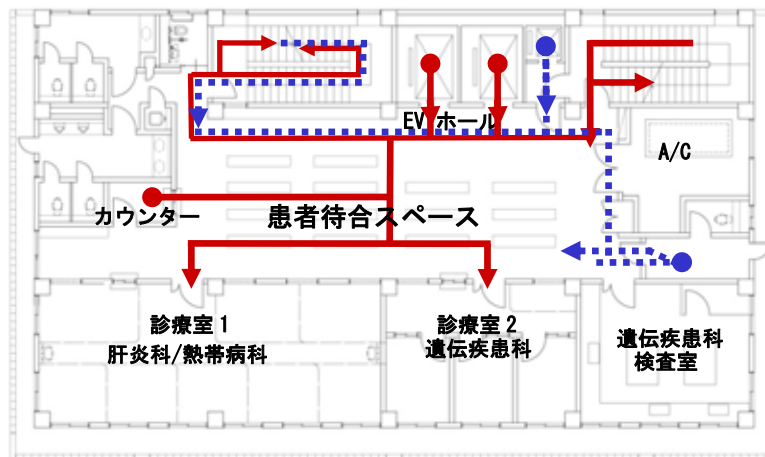 EV ホール
A/C
カウンター
患者待合スペース
診療室 1
肝炎科/熱帯病科
診療室 2
遺伝疾患科
遺伝疾患科
検査室